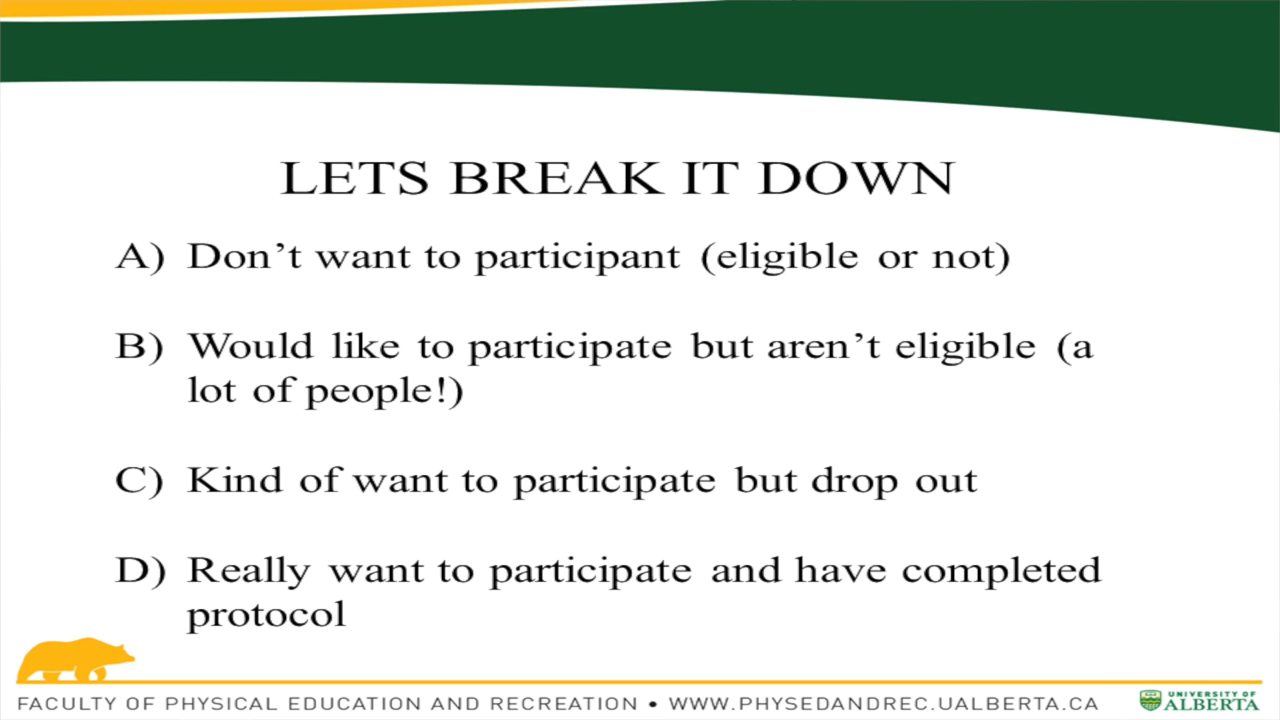 LETS BREAK IT DOWN
A) Don’t want to participant (eligible or not)
B) Would like to participate but aren’t eligible (a
lot of people!)
C) Kind of want to participate but drop out
D) Really want to participate and have completed
protocol
FACULTY OF PHYSICAL EDUCATION AND RECREATION • WWW.PHYSEDANDREC.UALBERTA.CA
UNIVERSITY OF
ALBERTA